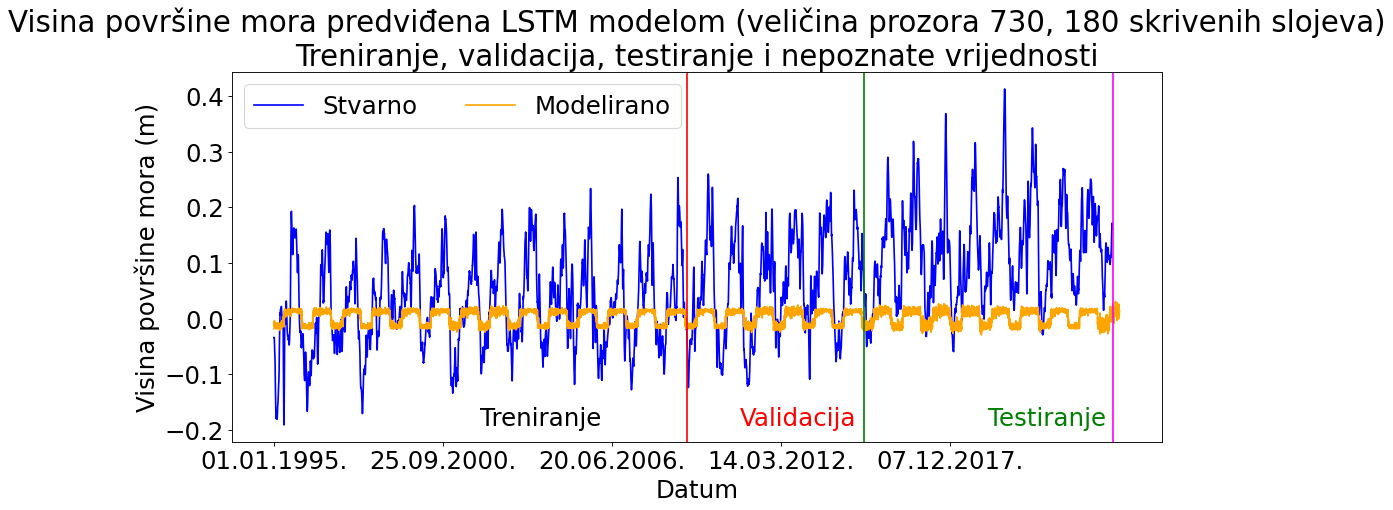 Visina površine mora predviđena LSTM modelom (veličina prozora 730, 180 skrivenih slojeva)
Treniranje, validacija, testiranje i nepoznate vrijednosti
Stvarno Modelirano
Visina površine mora (m)
0.4
0.3
0.2
0.1
0.0
−0.1
−0.2
Treniranje Validacija Testiranje
01.01.1995. 25.09.2000. 20.06.2006. 14.03.2012. 07.12.2017.
Datum